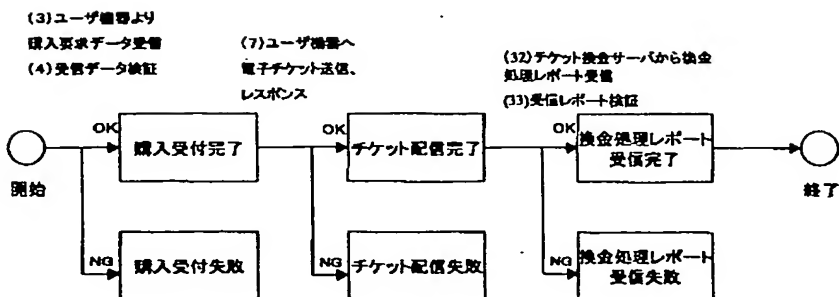 (3)ユーザ機器より
購入要求データ受信
(4)受信データ検証
(7)ユーザ機器へ
電子チケット送信、
レスポンス
(32)チケット換金サーバから換金
処理レポート受信
(33)受信レポート検証
OK
購入受付完了
OK
チケット配信完了
OK
換金処理レポート
受信完了
開始
終了
NG
購入受付失敗
NG
チケット配信失敗
NG
換金処理レポート
受信失敗